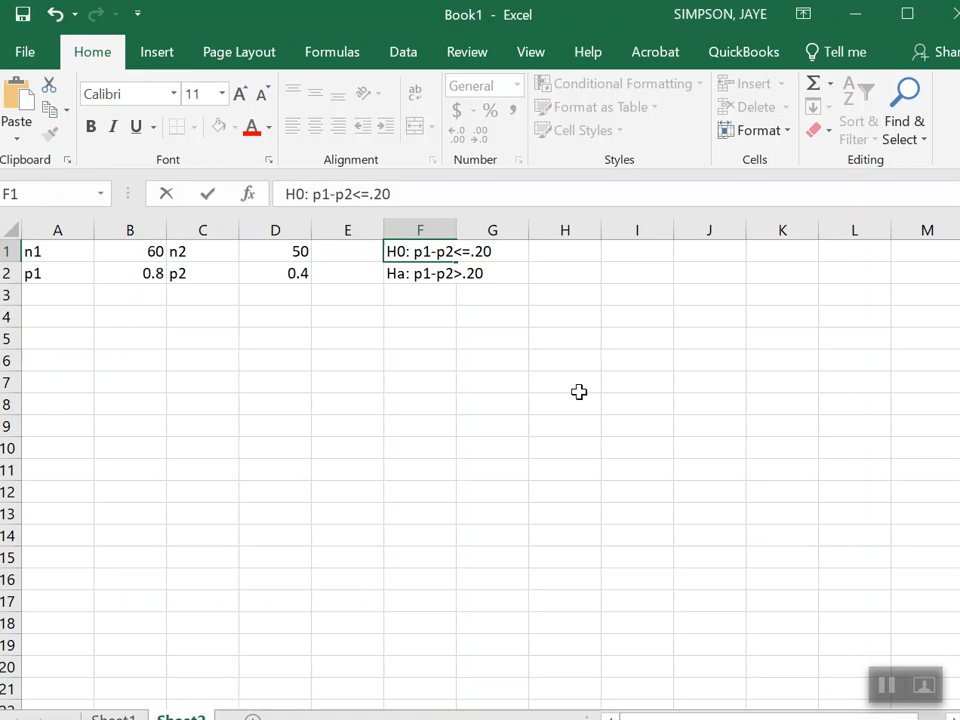 Book1 - Excel
SIMPSON, JAYE
File Home Insert Page Layout Formulas Data Review View Help Acrobat QuickBooks Tell me Shar
Paste
Calibri 11
B I U A
ab
General
$ % ,
Conditional Formatting
Format as Table
Cell Styles
Insert
Delete
Format
Σ
Sort & Filter
Find & Select
Clipboard Font Alignment Number Styles Cells Editing
F1 fx H0: p1-p2<=.20
A B C D E F G H I J K L M
1 n1 60 n2 50 H0: p1-p2<=.20
2 p1 0.8 p2 0.4 Ha: p1-p2>.20
3
4
5
6
7
8
9
10
11
12
13
14
15
16
17
18
19
20
21
Sheet1 Sheet2